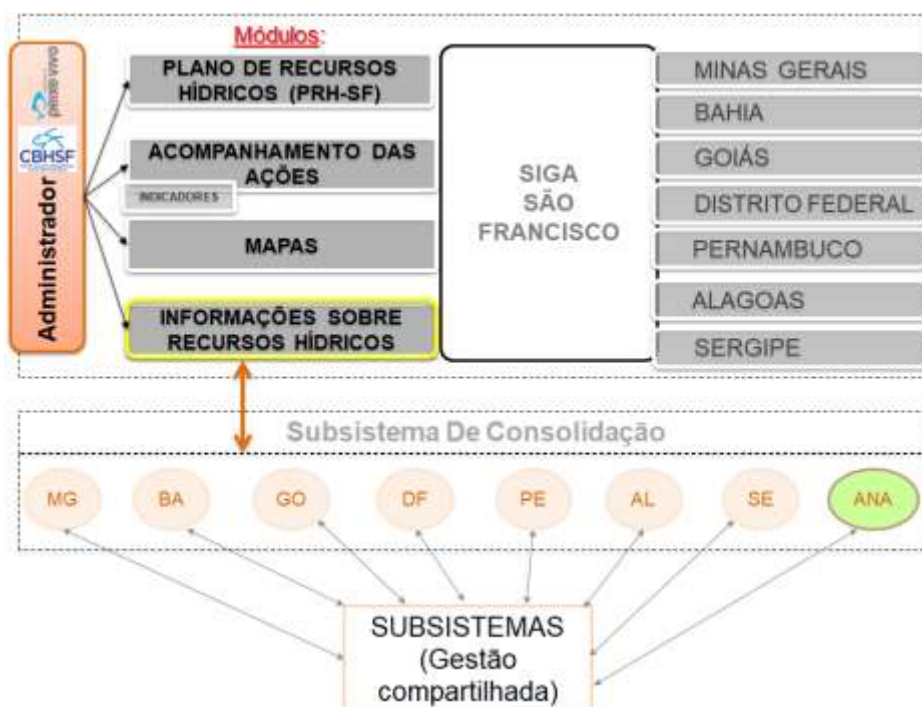 Módulos:
PLANO DE RECURSOS
HÍDRICOS (PRH-SF)
ACOMPANHAMENTO DAS
AÇÕES
INDICADORES
MAPAS
INFORMAÇÕES SOBRE
RECURSOS HÍDRICOS
Administrador
CBHSF
peixe vivo
SIGA
SÃO
FRANCISCO
MINAS GERAIS
BAHIA
GOIÁS
DISTRITO FEDERAL
PERNAMBUCO
ALAGOAS
SERGIPE
Subsistema De Consolidação
MG
BA
GO
DF
PE
AL
SE
ANA
SUBSISTEMAS
(Gestão
compartilhada)